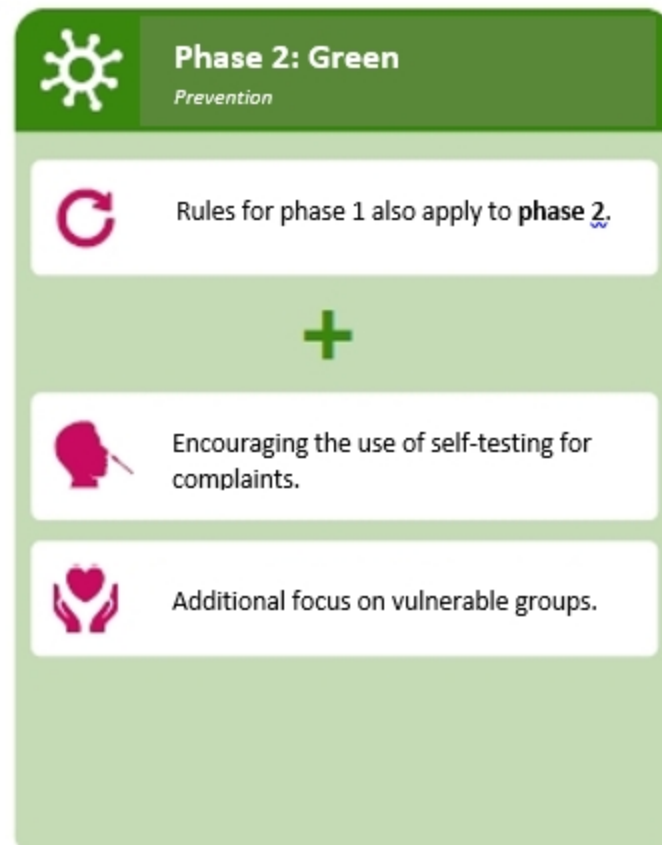 Phase 2: Green
Prevention
Rules for phase 1 also apply to phase 2.
+
Encouraging the use of self-testing for
complaints.
Additional focus on vulnerable groups.